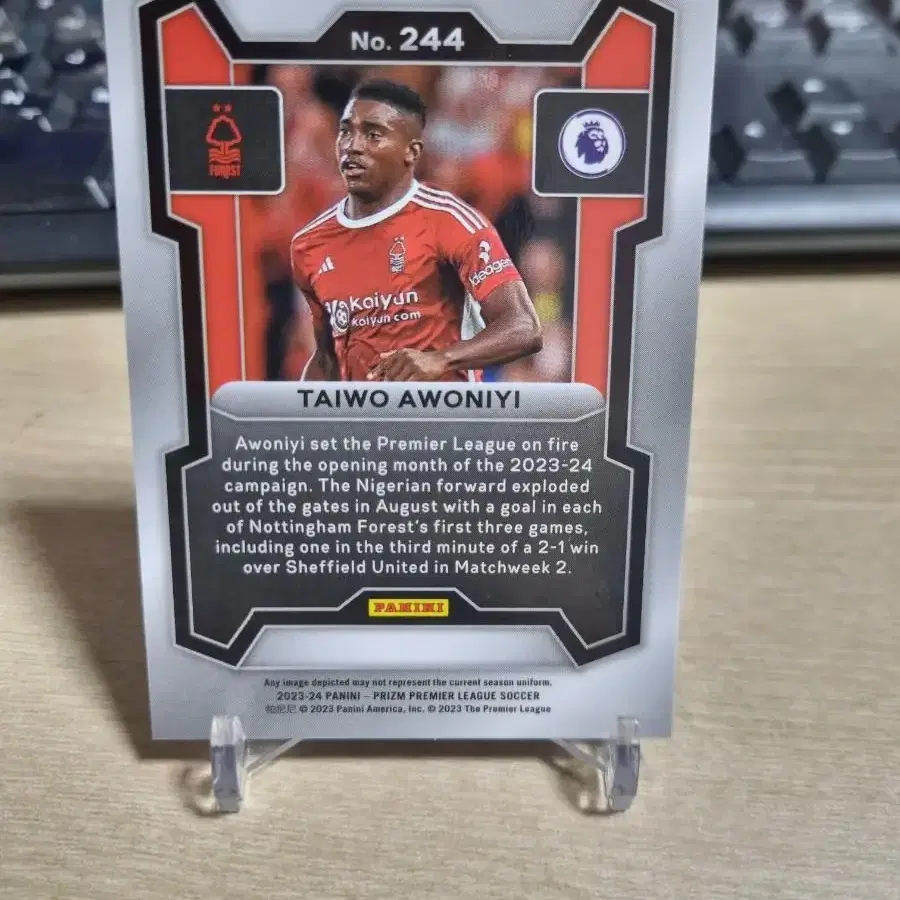 No. 244
FOREST
ideagen
Kaiyun
kaiyun.com
TAIWO AWONIYI
Awoniyi set the Premier League on fire
during the opening month of the 2023-24
campaign. The Nigerian forward exploded
out of the gates in August with a goal in each
of Nottingham Forest's first three games,
including one in the third minute of a 2-1 win
over Sheffield United in Matchweek 2.
PANINI
Any image depicted may not represent the current season uniform.
2023-24 PANINI – PRIZM PREMIER LEAGUE SOCCER
帕尼尼 © 2023 Panini America, Inc. © 2023 The Premier League